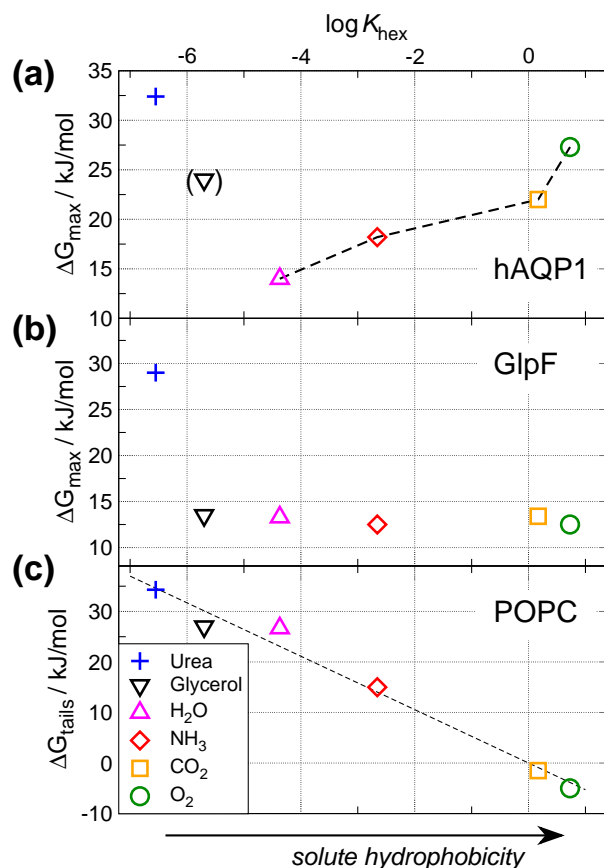 log K_hex
-6 -4 -2 0
(a)
35
30
25
20
15
10
ΔG_max / kJ/mol
( )
hAQP1
(b)
30
25
20
15
10
ΔG_max / kJ/mol
GlpF
(c)
30
20
10
0
-10
ΔG_tails / kJ/mol
POPC
Urea
Glycerol
H₂O
NH₃
CO₂
O₂
solute hydrophobicity